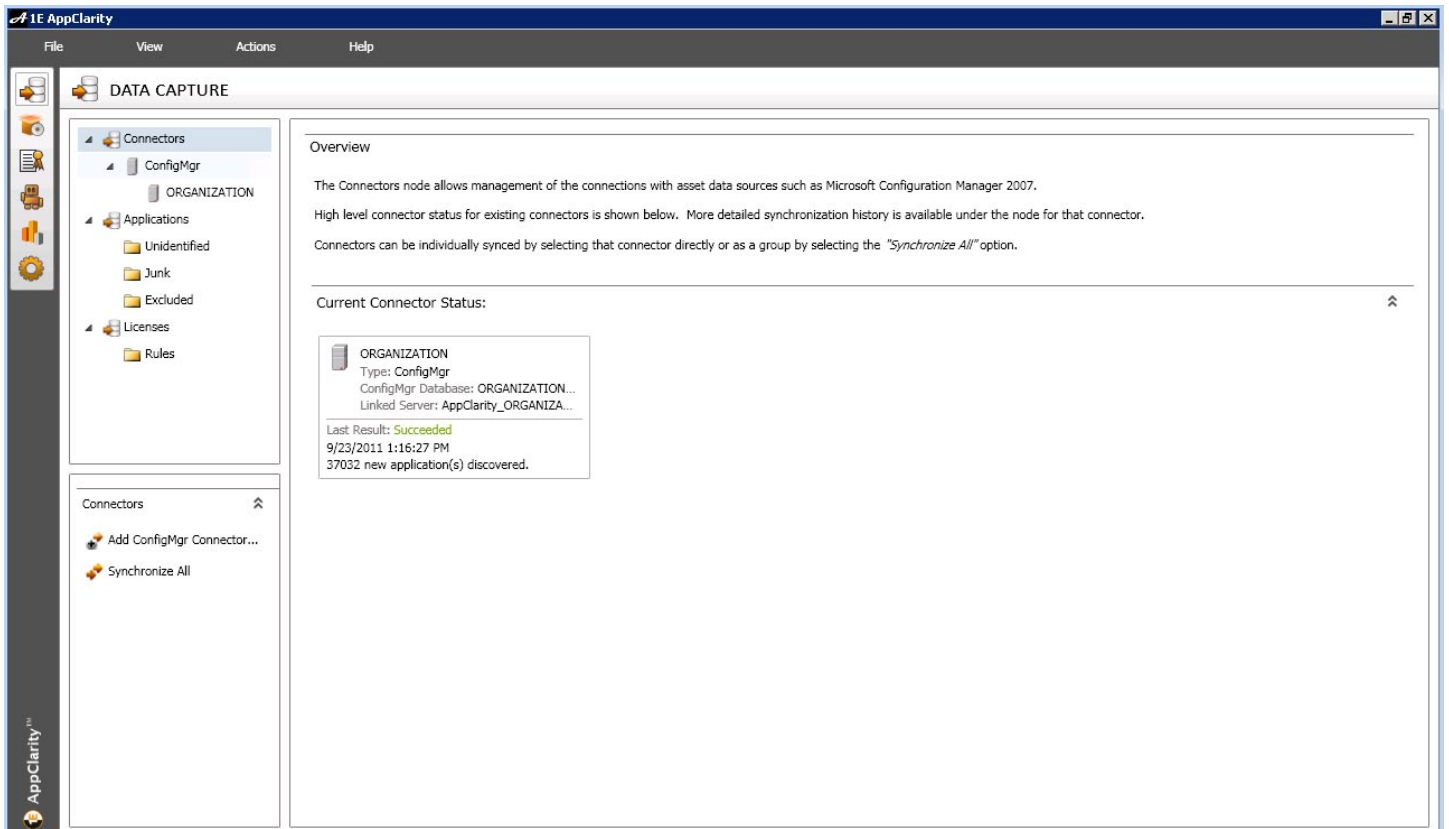 1E AppClarity
File View Actions Help
DATA CAPTURE
Connectors
ConfigMgr
ORGANIZATION
Applications
Unidentified
Junk
Excluded
Licenses
Rules
Connectors
Add ConfigMgr Connector...
Synchronize All
Overview
The Connectors node allows management of the connections with asset data sources such as Microsoft Configuration Manager 2007.
High level connector status for existing connectors is shown below. More detailed synchronization history is available under the node for that connector.
Connectors can be individually synced by selecting that connector directly or as a group by selecting the "Synchronize All" option.
Current Connector Status:
ORGANIZATION
Type: ConfigMgr
ConfigMgr Database: ORGANIZATION...
Linked Server: AppClarity_ORGANIZA...
Last Result: Succeeded
9/23/2011 1:16:27 PM
37032 new application(s) discovered.
1E AppClarity™